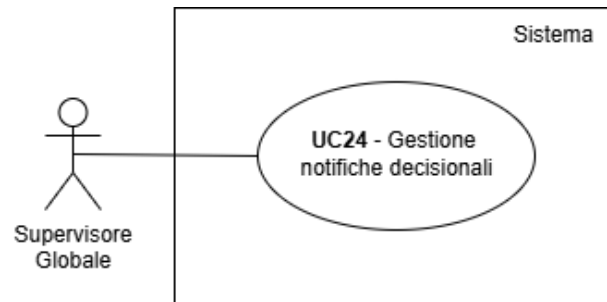 Sistema
UC24 - Gestione
notifiche decisionali
Supervisore
Globale